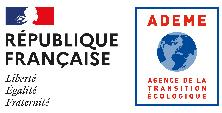 RÉPUBLIQUE
FRANÇAISE
Liberté
Égalité
Fraternité
ADEME
AGENCE DE LA
TRANSITION
ÉCOLOGIQUE